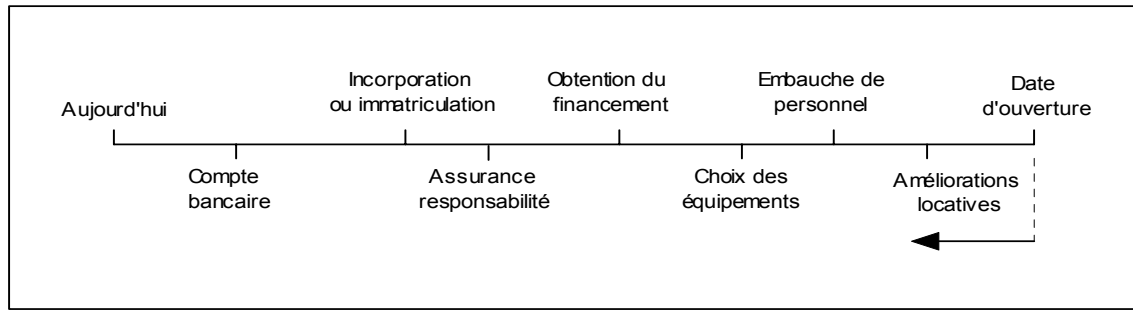 Aujourd'hui
Compte
bancaire
Incorporation
ou immatriculation
Assurance
responsabilité
Obtention du
financement
Choix des
équipements
Embauche de
personnel
Améliorations
locatives
Date
d'ouverture